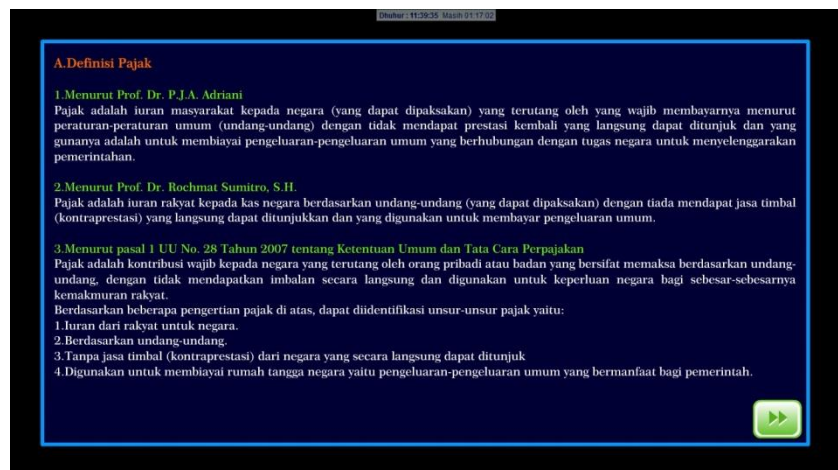 Dhuhur : 11:39:35 Masih 01:17:02
A.Definisi Pajak
1.Menurut Prof. Dr. P.J.A. Adriani
Pajak adalah iuran masyarakat kepada negara (yang dapat dipaksakan) yang terutang oleh yang wajib membayarnya menurut
peraturan-peraturan umum (undang-undang) dengan tidak mendapat prestasi kembali yang langsung dapat ditunjuk dan yang
gunanya adalah untuk membiayai pengeluaran-pengeluaran umum yang berhubungan dengan tugas negara untuk menyelenggarakan
pemerintahan.
2.Menurut Prof. Dr. Rochmat Sumitro, S.H.
Pajak adalah iuran rakyat kepada kas negara berdasarkan undang-undang (yang dapat dipaksakan) dengan tiada mendapat jasa timbal
(kontraprestasi) yang langsung dapat ditunjukkan dan yang digunakan untuk membayar pengeluaran umum.
3.Menurut pasal 1 UU No. 28 Tahun 2007 tentang Ketentuan Umum dan Tata Cara Perpajakan
Pajak adalah kontribusi wajib kepada negara yang terutang oleh orang pribadi atau badan yang bersifat memaksa berdasarkan undang-
undang, dengan tidak mendapatkan imbalan secara langsung dan digunakan untuk keperluan negara bagi sebesar-sebesarnya
kemakmuran rakyat.
Berdasarkan beberapa pengertian pajak di atas, dapat diidentifikasi unsur-unsur pajak yaitu:
1.Iuran dari rakyat untuk negara.
2.Berdasarkan undang-undang.
3.Tanpa jasa timbal (kontraprestasi) dari negara yang secara langsung dapat ditunjuk
4.Digunakan untuk membiayai rumah tangga negara yaitu pengeluaran-pengeluaran umum yang bermanfaat bagi pemerintah.